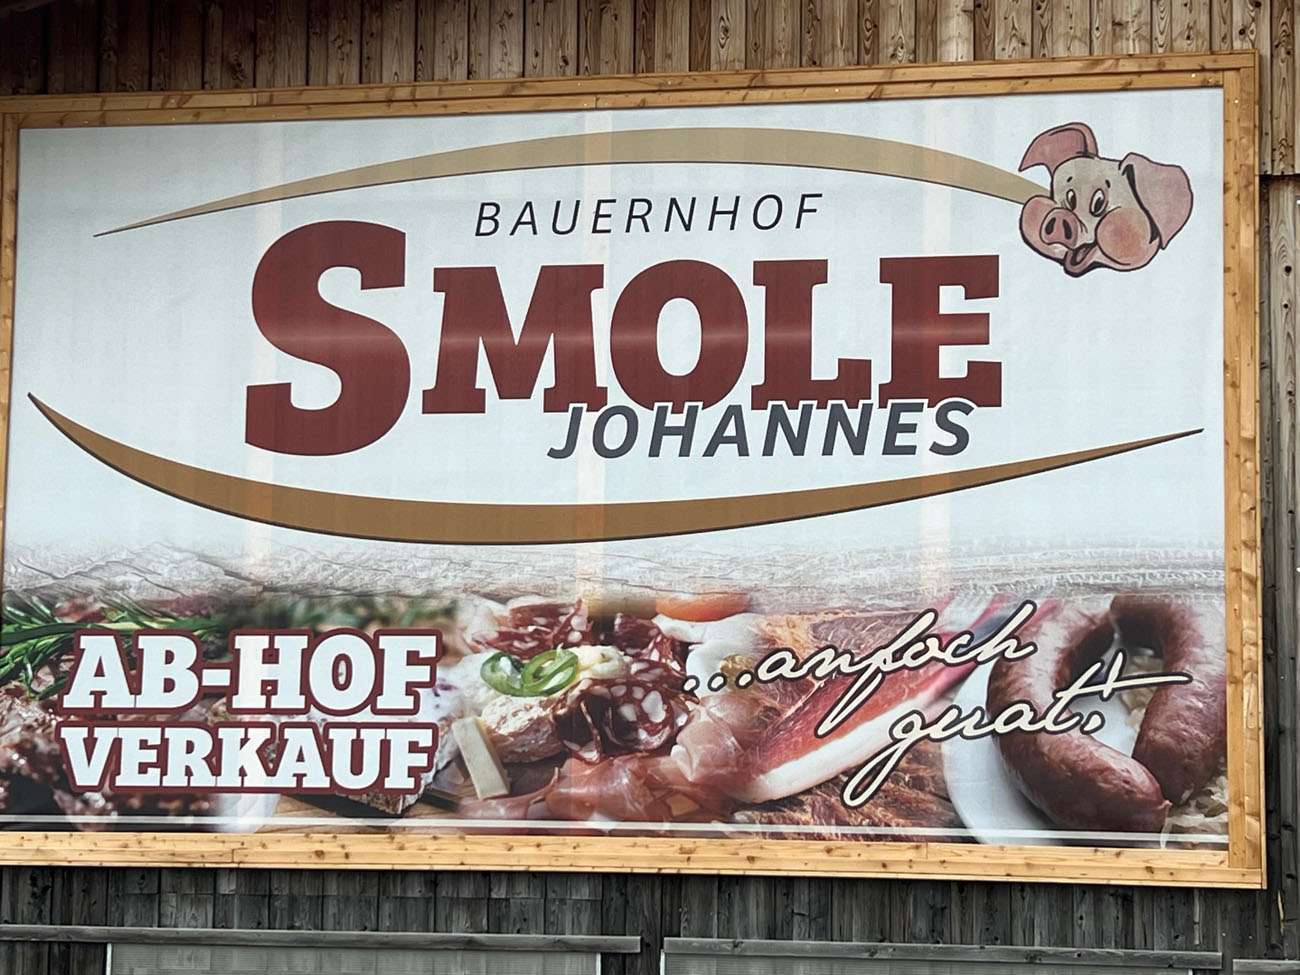 BAUERNHOF
SMOLE
JOHANNES
AB-HOF
VERKAUF
...anfoch
guat!